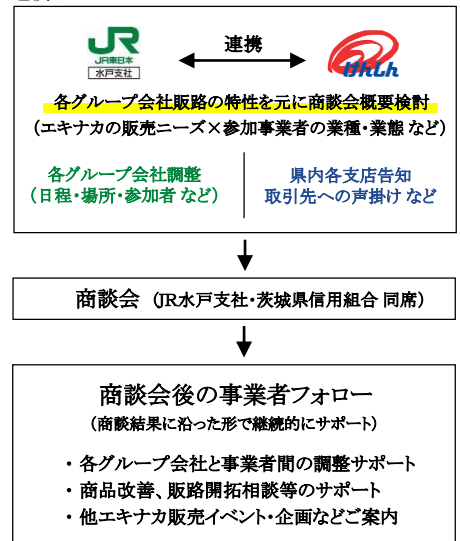 JR
JR東日本
水戸支社
連携
けんしん
各グループ会社販路の特性を元に商談会概要検討
(エキナカの販売ニーズ×参加事業者の業種・業態 など)
各グループ会社調整
(日程・場所・参加者 など)
県内各支店告知
取引先への声掛け など
商談会 (JR水戸支社・茨城県信用組合 同席)
商談会後の事業者フォロー
(商談結果に沿った形で継続的にサポート)
・各グループ会社と事業者間の調整サポート
・商品改善、販路開拓相談等のサポート
・他エキナカ販売イベント・企画などご案内